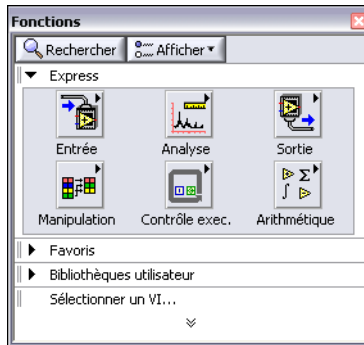 Fonctions
Rechercher Afficher
Express
Entrée Analyse Sortie
Manipulation Contrôle exec. Arithmétique
Favoris
Bibliothèques utilisateur
Sélectionner un VI...